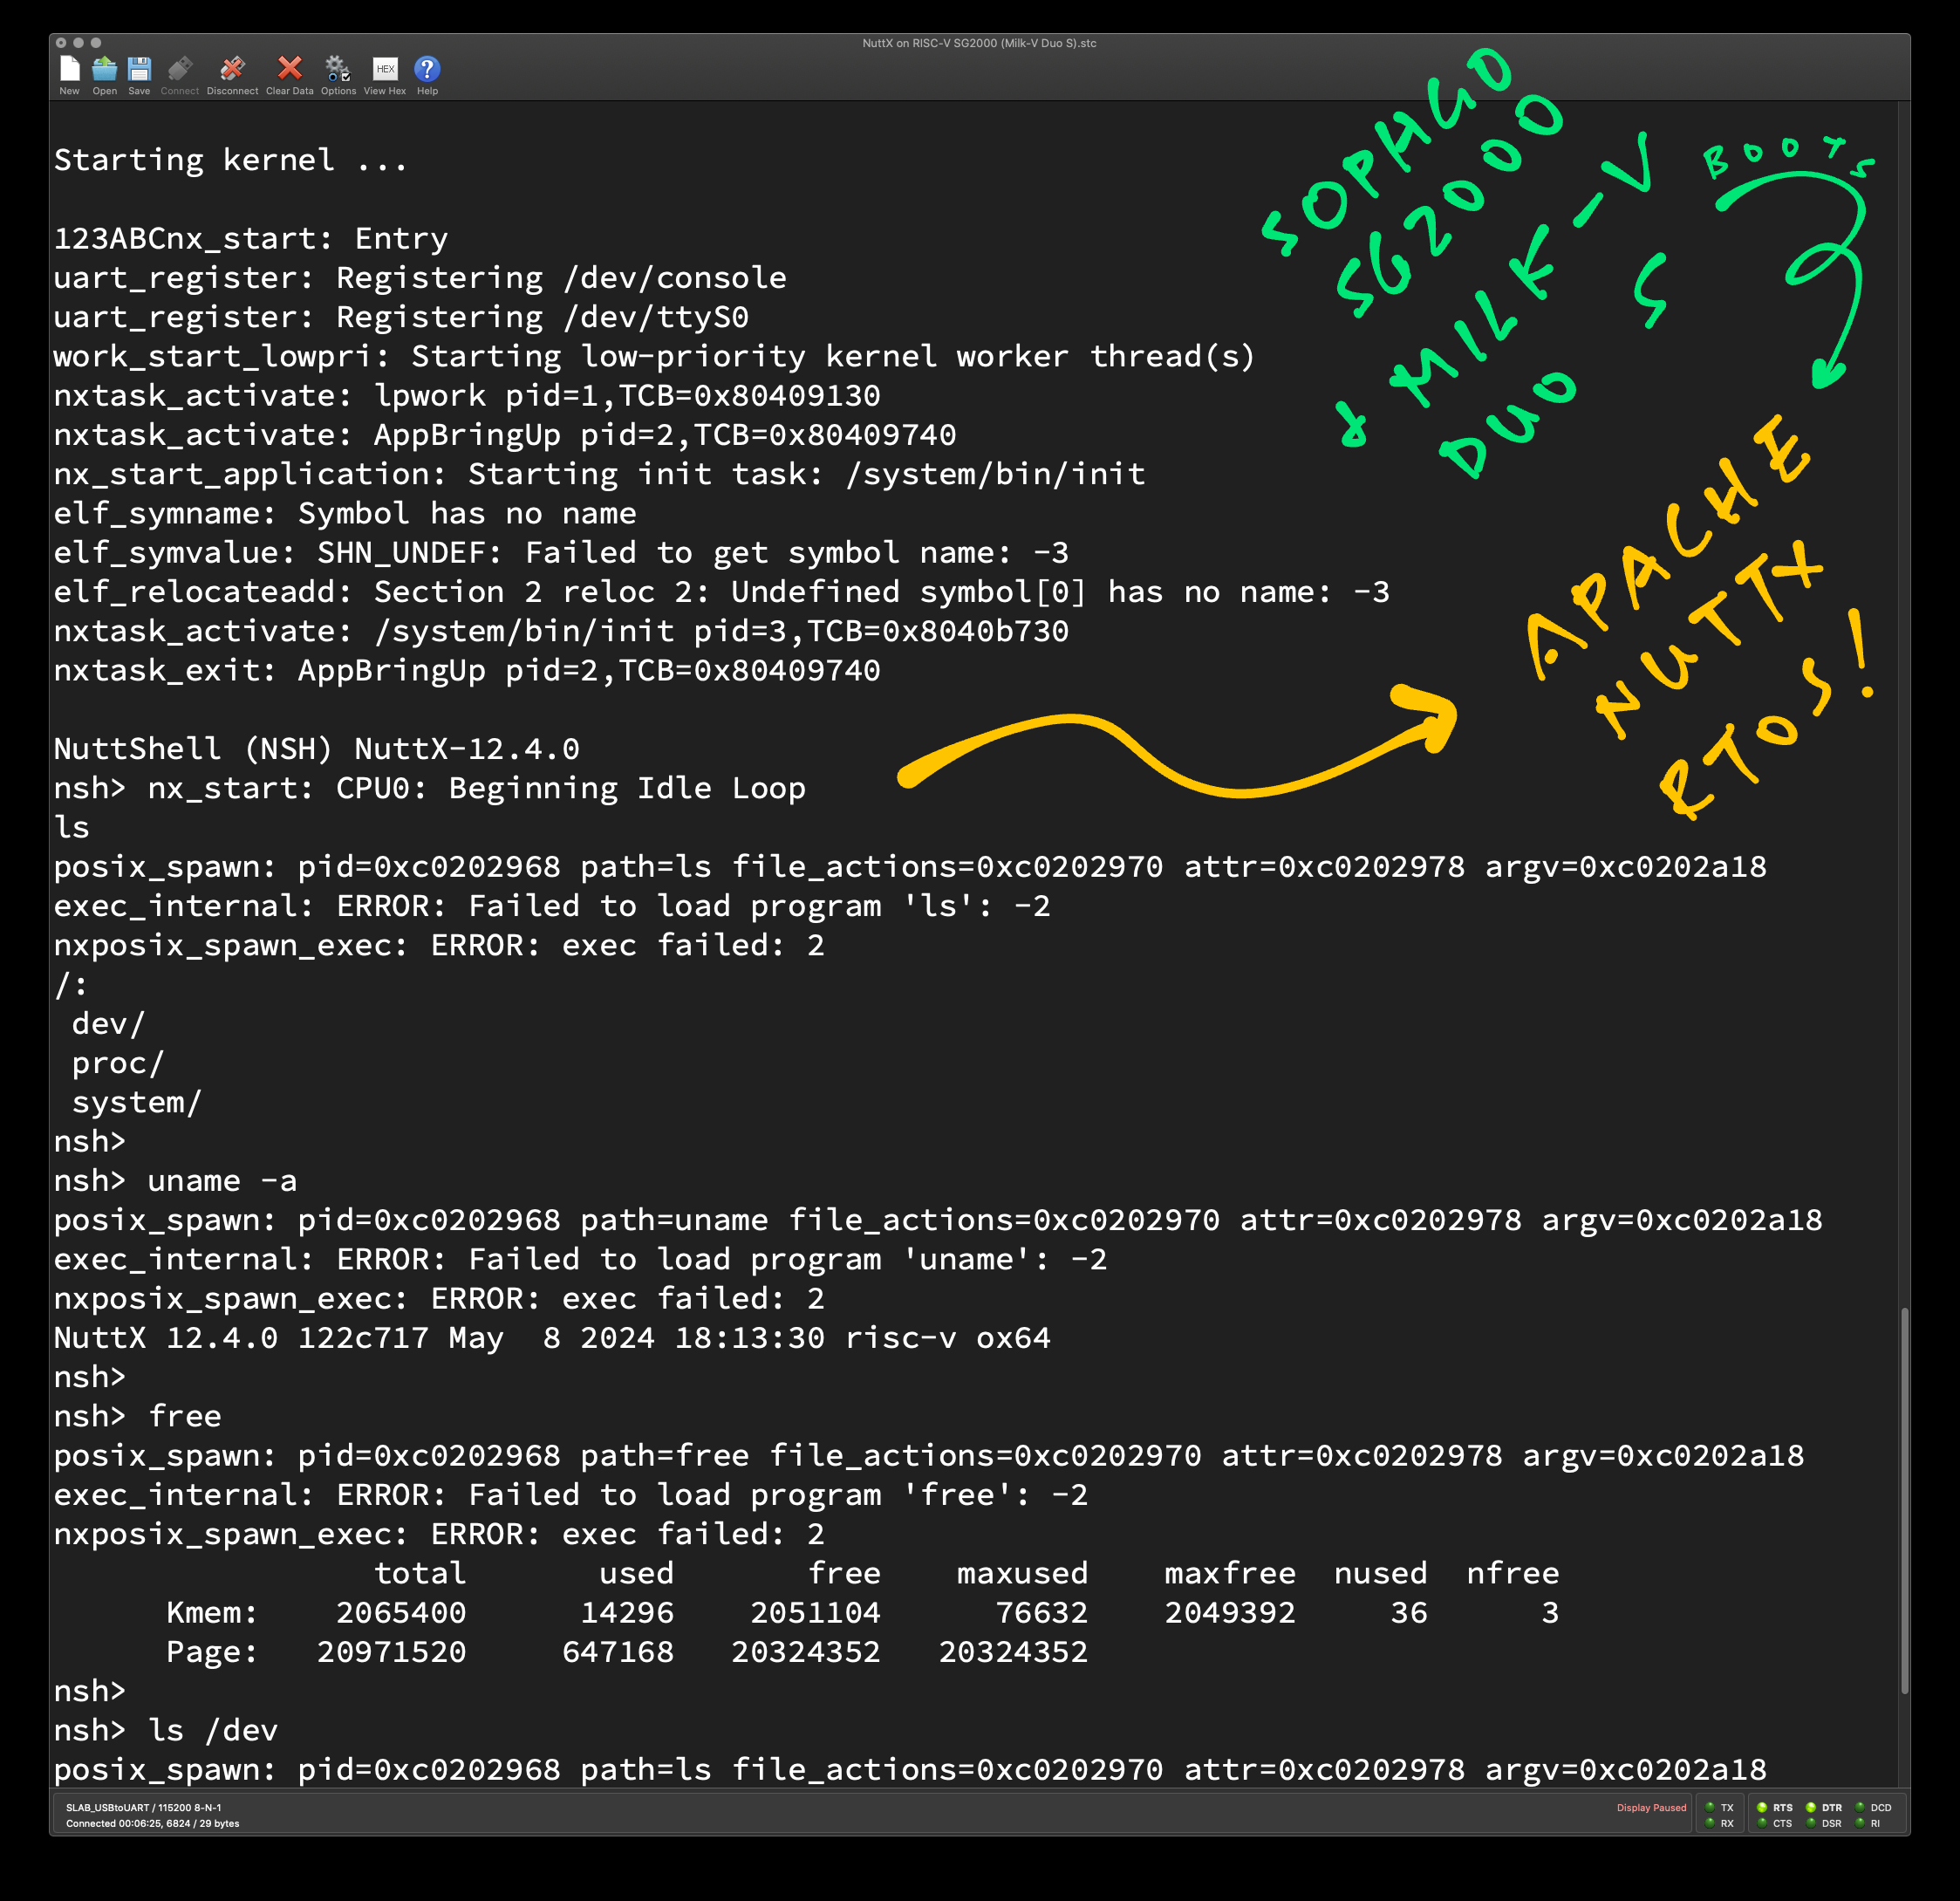 NuttX on RISC-V SG2000 (Milk-V Duo S).stc
New Open Save Connect Disconnect Clear Data Options View Hex Help
HEX
SOPHGO
SG2000
& MILK-V
DUO S
BOOTS
APACHE
NUTTX
RTOS!
Starting kernel ...
123ABCnx_start: Entry
uart_register: Registering /dev/console
uart_register: Registering /dev/ttyS0
work_start_lowpri: Starting low-priority kernel worker thread(s)
nxtask_activate: lpwork pid=1,TCB=0x80409130
nxtask_activate: AppBringUp pid=2,TCB=0x80409740
nx_start_application: Starting init task: /system/bin/init
elf_symname: Symbol has no name
elf_symvalue: SHN_UNDEF: Failed to get symbol name: -3
elf_relocateadd: Section 2 reloc 2: Undefined symbol[0] has no name: -3
nxtask_activate: /system/bin/init pid=3,TCB=0x8040b730
nxtask_exit: AppBringUp pid=2,TCB=0x80409740
NuttShell (NSH) NuttX-12.4.0
nsh> nx_start: CPU0: Beginning Idle Loop
ls
posix_spawn: pid=0xc0202968 path=ls file_actions=0xc0202970 attr=0xc0202978 argv=0xc0202a18
exec_internal: ERROR: Failed to load program 'ls': -2
nxposix_spawn_exec: ERROR: exec failed: 2
/:
dev/
proc/
system/
nsh>
nsh> uname -a
posix_spawn: pid=0xc0202968 path=uname file_actions=0xc0202970 attr=0xc0202978 argv=0xc0202a18
exec_internal: ERROR: Failed to load program 'uname': -2
nxposix_spawn_exec: ERROR: exec failed: 2
NuttX 12.4.0 122c717 May  8 2024 18:13:30 risc-v ox64
nsh>
nsh> free
posix_spawn: pid=0xc0202968 path=free file_actions=0xc0202970 attr=0xc0202978 argv=0xc0202a18
exec_internal: ERROR: Failed to load program 'free': -2
nxposix_spawn_exec: ERROR: exec failed: 2
total used free maxused maxfree nused nfree
Kmem: 2065400 14296 2051104 76632 2049392 36 3
Page: 20971520 647168 20324352 20324352
nsh>
nsh> ls /dev
posix_spawn: pid=0xc0202968 path=ls file_actions=0xc0202970 attr=0xc0202978 argv=0xc0202a18
SLAB_USBtoUART / 115200 8-N-1
Connected 00:06:25, 6824 / 29 bytes
Display Paused
TX RTS DTR DCD
RX CTS DSR RI